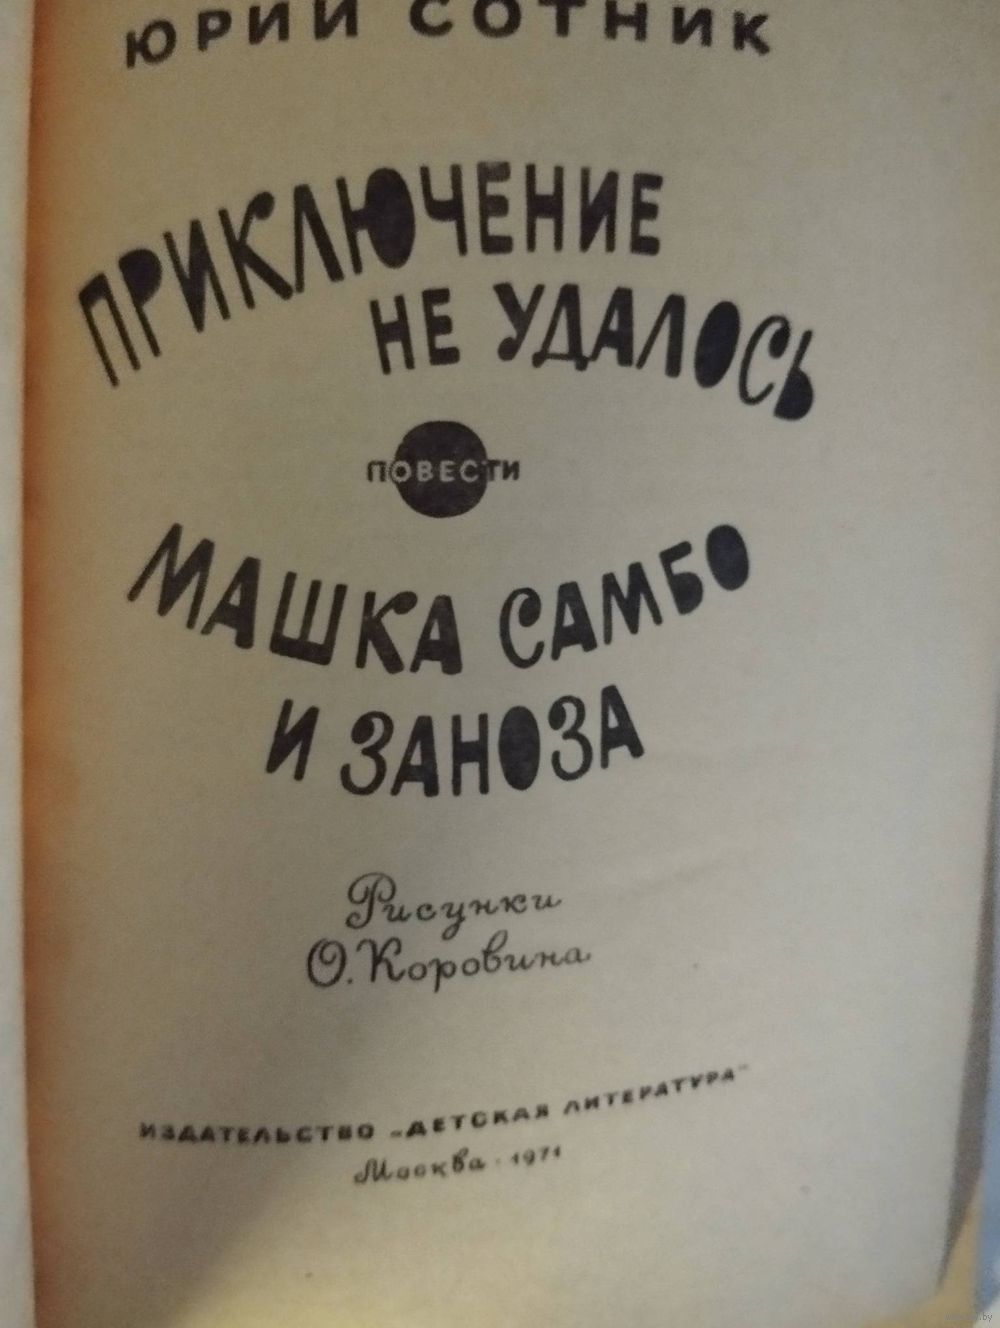 ЮРИЙ СОТНИК
ПРИКЛЮЧЕНИЕ
НЕ УДАЛОСЬ
ПОВЕСТИ
МАШКА САМБО
И ЗАНОЗА
Рисунки
О. Коровина
ИЗДАТЕЛЬСТВО „ДЕТСКАЯ ЛИТЕРАТУРА“
Москва · 1971